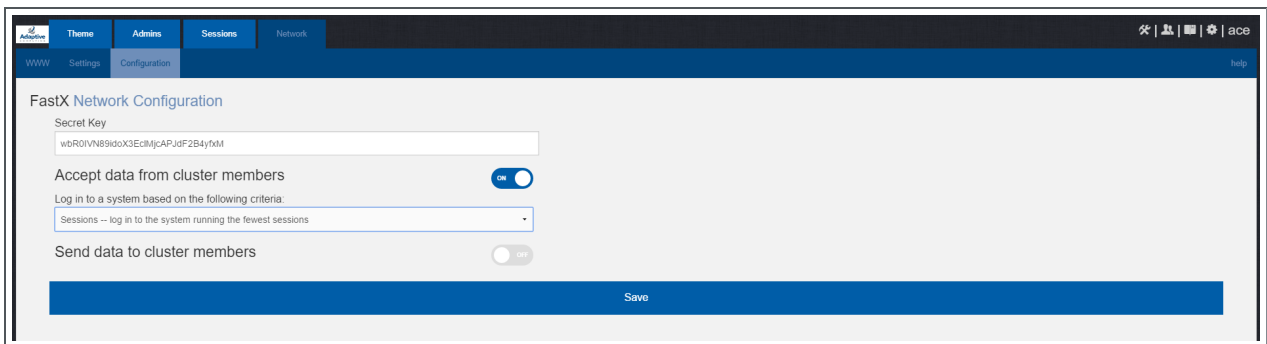 Adaptive
Theme Admins Sessions Network
| | | | ace
WWW Settings Configuration
help
FastX Network Configuration
Secret Key
wbR0IVN89idoX3EclMjcAPJdF2B4yfxM
Accept data from cluster members
ON
Log in to a system based on the following criteria:
Sessions -- log in to the system running the fewest sessions
Send data to cluster members
OFF
Save